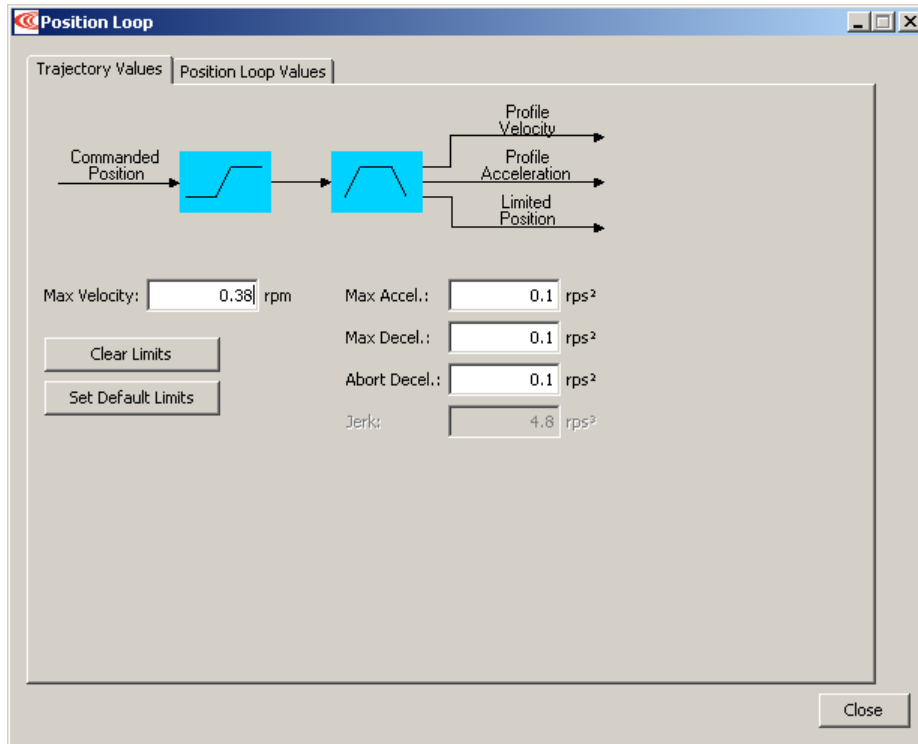 Position Loop
Trajectory Values
Position Loop Values
Commanded
Position
Profile
Velocity
Profile
Acceleration
Limited
Position
Max Velocity: 0.38 rpm
Max Accel.: 0.1 rps²
Max Decel.: 0.1 rps²
Clear Limits
Abort Decel.: 0.1 rps²
Set Default Limits
Jerk: 4.8 rps³
Close